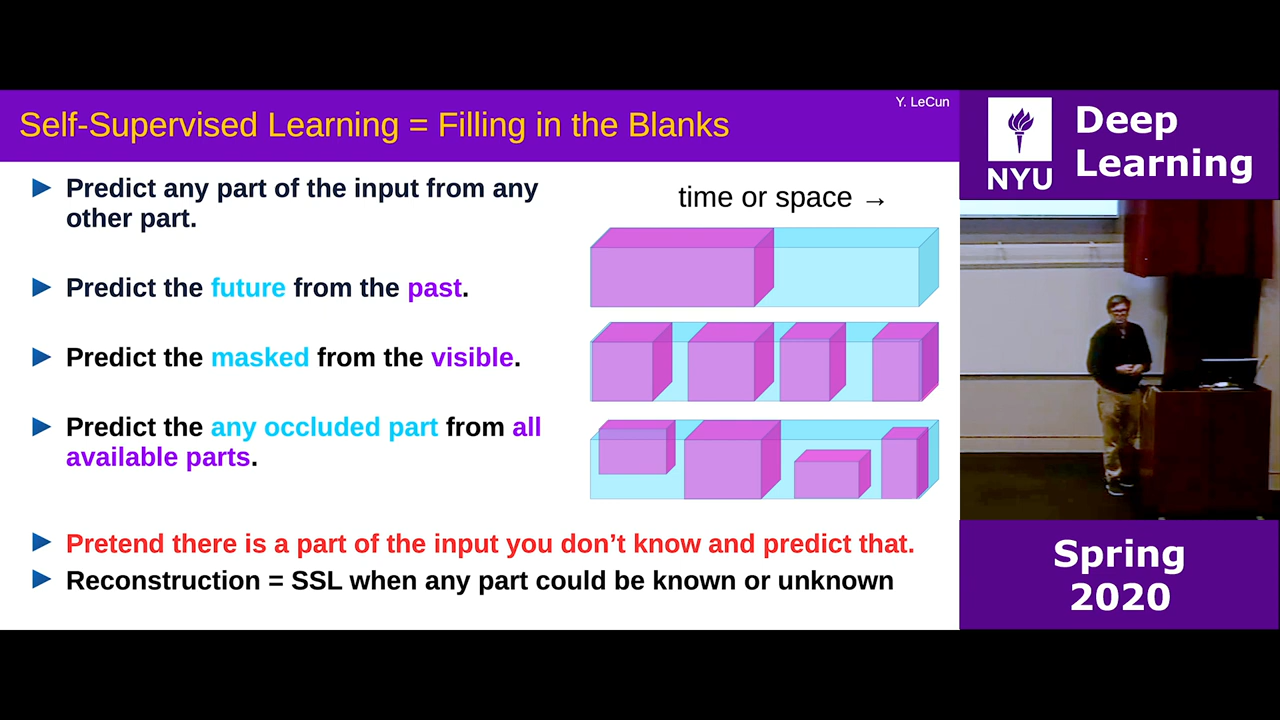 Y. LeCun
Self-Supervised Learning = Filling in the Blanks
Predict any part of the input from any
other part.
Predict the future from the past.
Predict the masked from the visible.
Predict the any occluded part from all
available parts.
time or space →
Pretend there is a part of the input you don’t know and predict that.
Reconstruction = SSL when any part could be known or unknown
NYU
Deep
Learning
Spring
2020